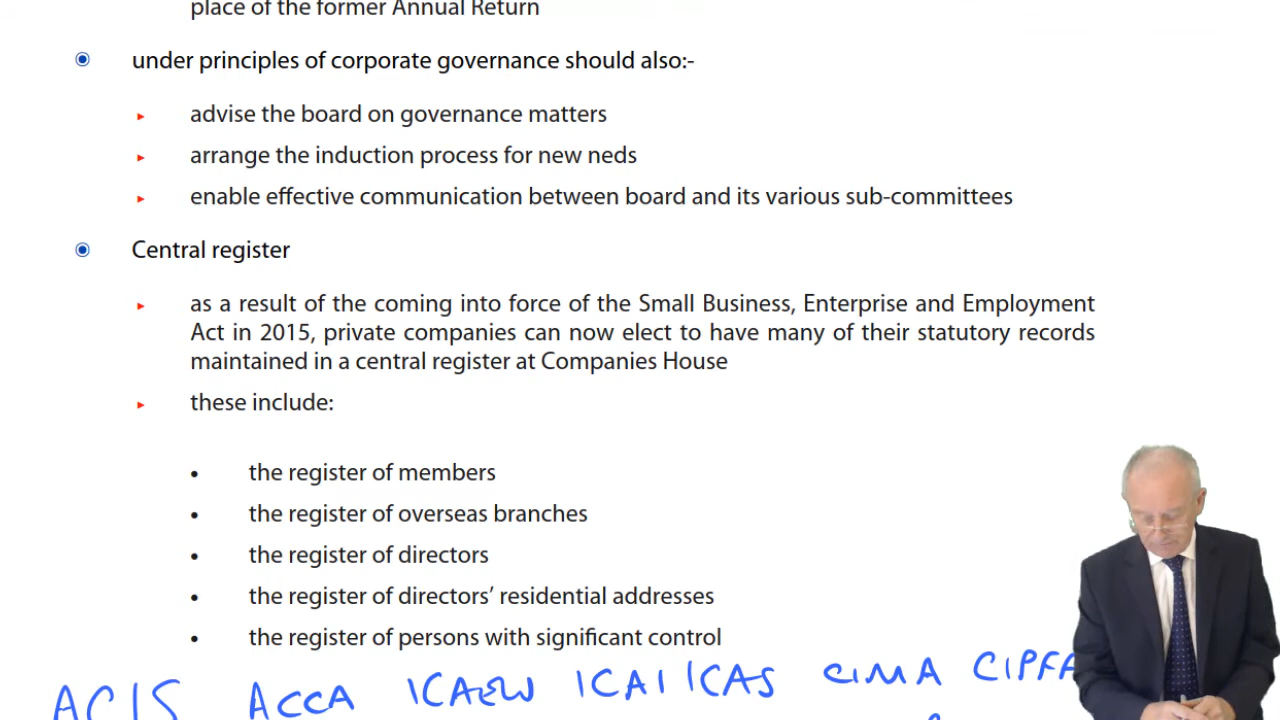 place of the former Annual Return
under principles of corporate governance should also:-
advise the board on governance matters
arrange the induction process for new neds
enable effective communication between board and its various sub-committees
Central register
as a result of the coming into force of the Small Business, Enterprise and Employment
Act in 2015, private companies can now elect to have many of their statutory records
maintained in a central register at Companies House
these include:
• the register of members
• the register of overseas branches
• the register of directors
• the register of directors' residential addresses
• the register of persons with significant control
ACIS ACCA ICAEW ICAI ICAS CIMA CIPFA